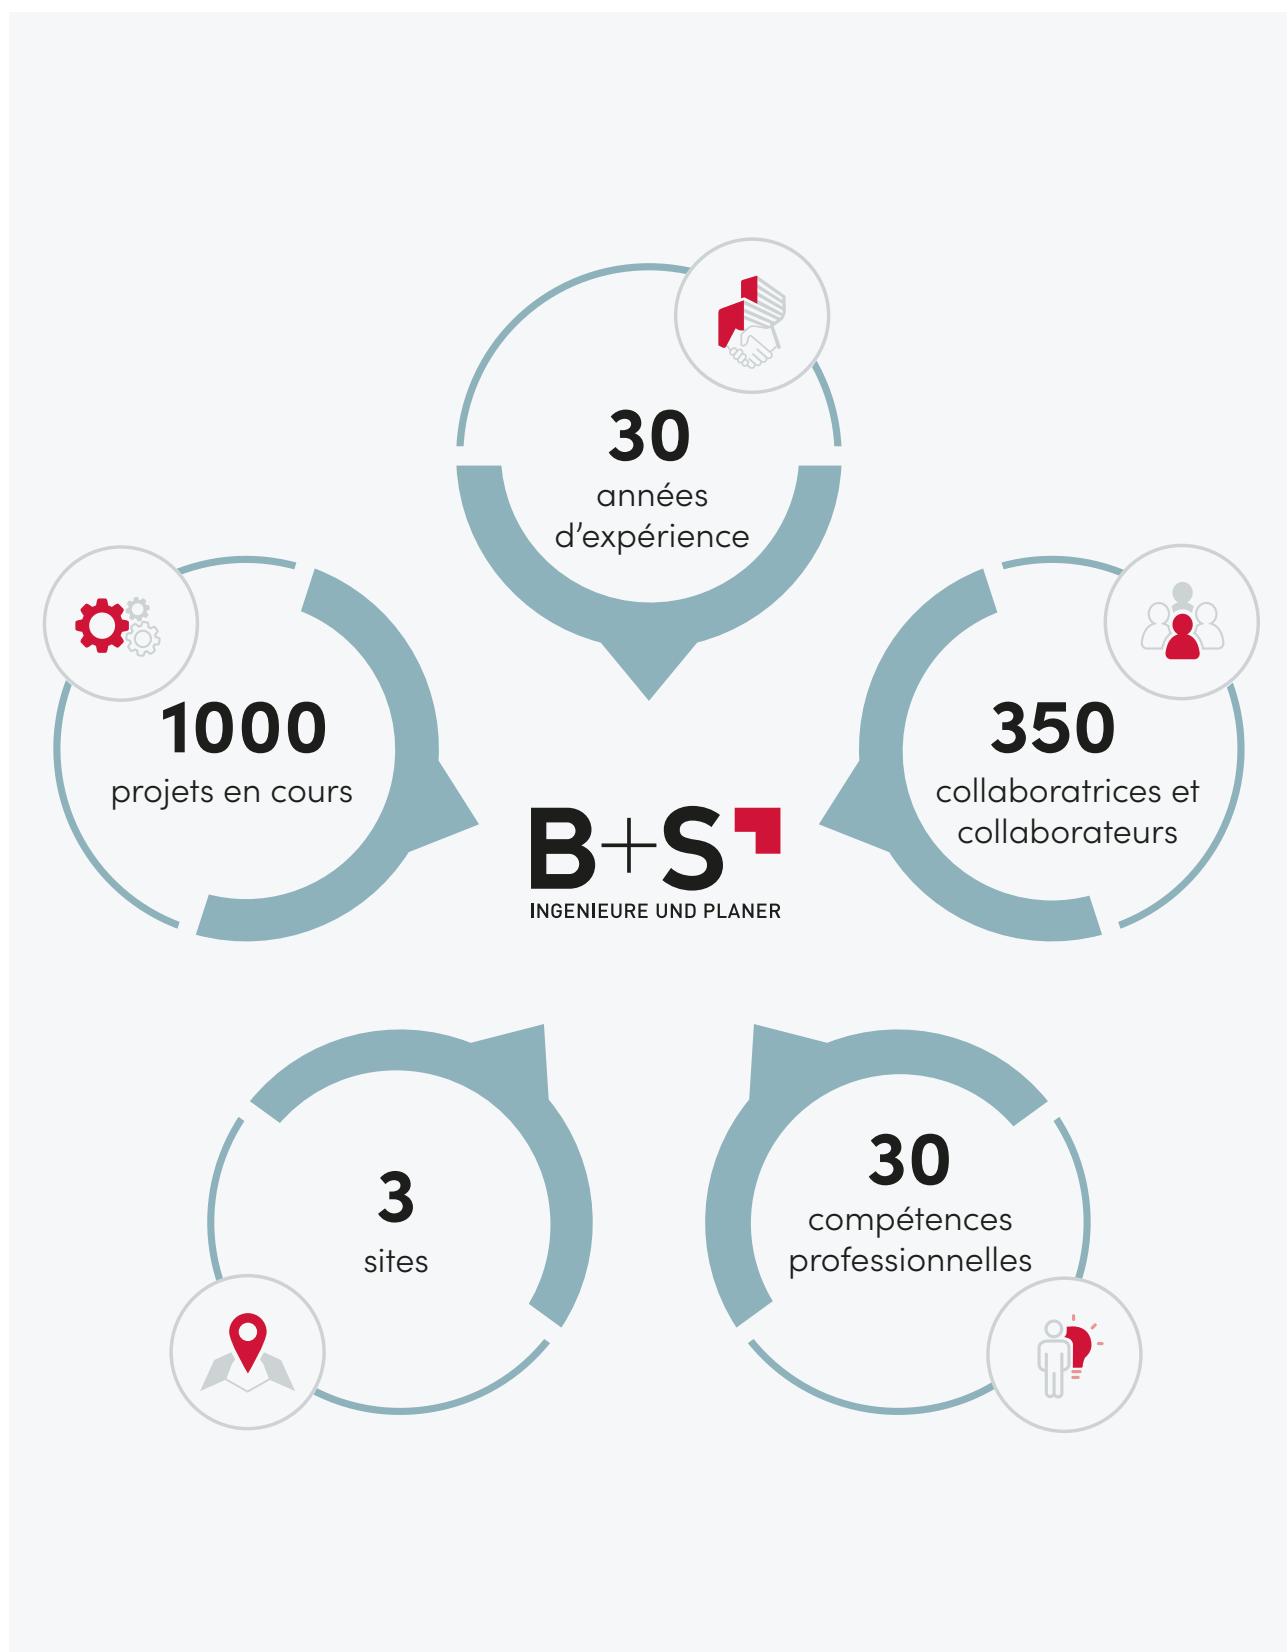 30
années
d’expérience
1000
projets en cours
350
collaboratrices et
collaborateurs
B+S
INGENIEURE UND PLANER
3
sites
30
compétences
professionnelles